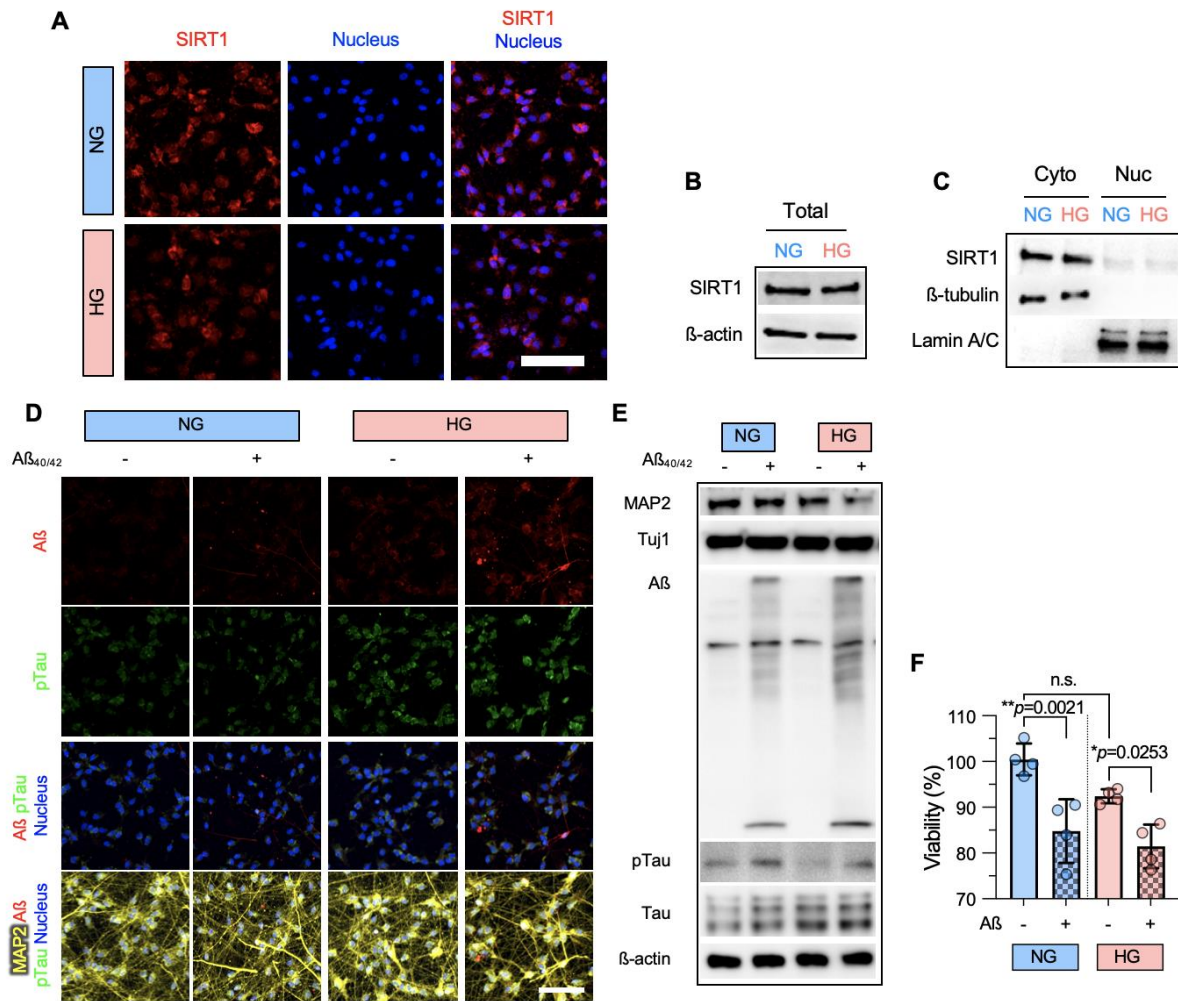 A
SIRT1
Nucleus
SIRT1
Nucleus
NG
HG
B
Total
NG HG
SIRT1
ß-actin
C
Cyto Nuc
NG HG NG HG
SIRT1
ß-tubulin
Lamin A/C
D
NG HG
Aß40/42 - + - +
Aß
pTau
Aß pTau
Nucleus
MAP2 Aß
pTau Nucleus
E
NG HG
Aß40/42 - + - +
MAP2
Tuj1
Aß
pTau
Tau
ß-actin
F
n.s.
**p=0.0021
*p=0.0253
Viability (%)
110
100
90
80
70
Aß - + - +
NG HG